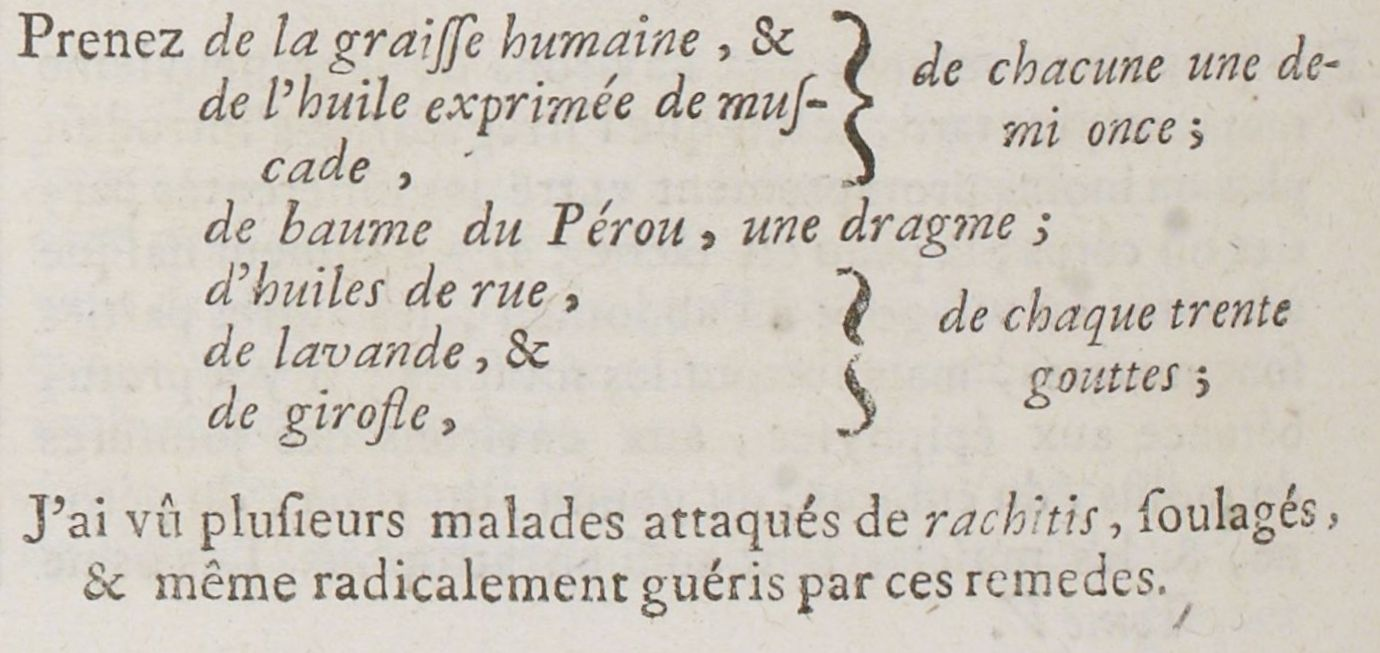 Prenez de la graiſſe humaine, &
de l'huile exprimée de muſ-
cade,
de chacune une de-
mi once;
de baume du Pérou, une dragme;
d'huiles de rue,
de lavande, &
de girofle,
de chaque trente
gouttes;
J'ai vû pluſieurs malades attaqués de rachitis, ſoulagés,
& même radicalement guéris par ces remedes.